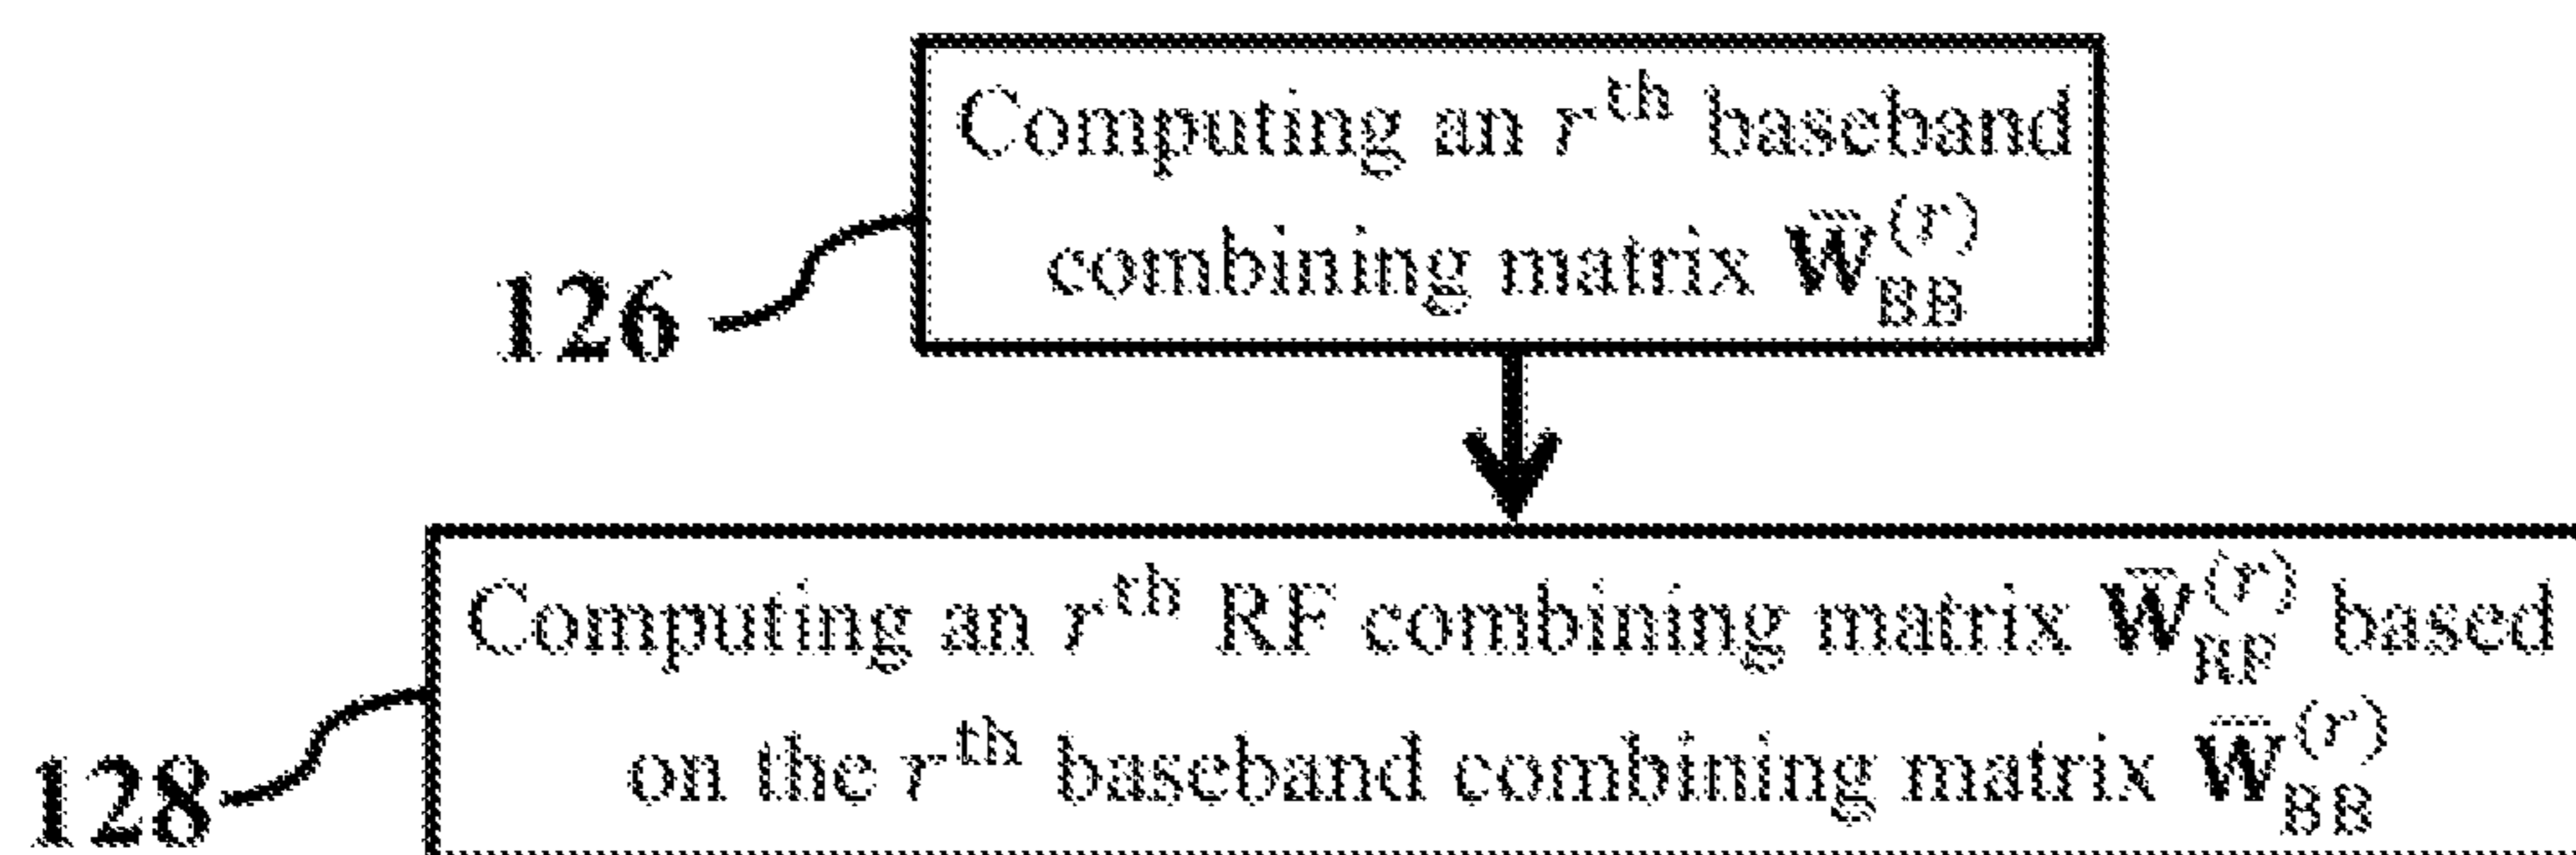 Computing an r^th baseband
combining matrix W̅_BB^(r)
126
Computing an r^th RF combining matrix W̅_RF^(r) based
on the r^th baseband combining matrix W̅_BB^(r)
128